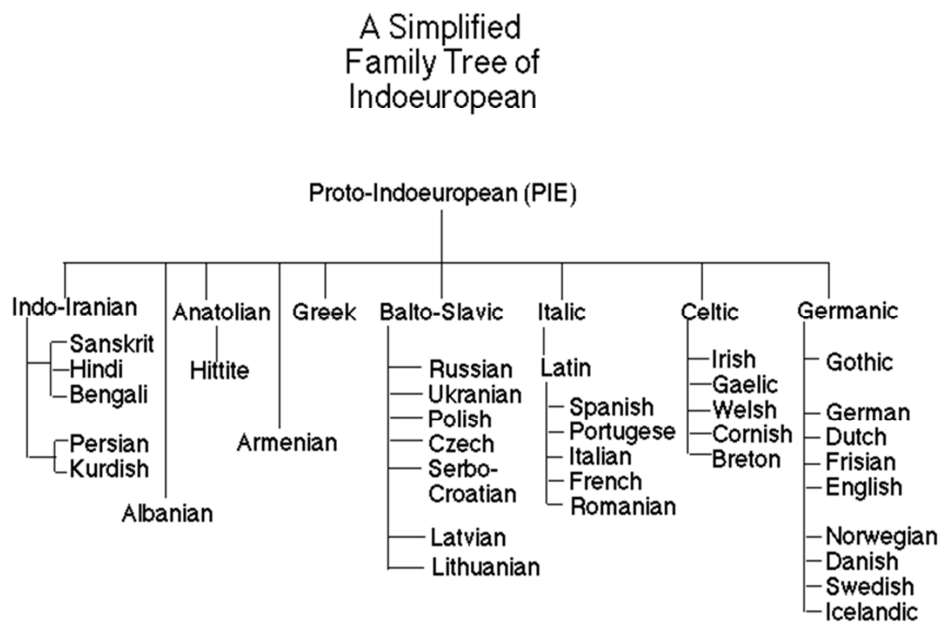 A Simplified
Family Tree of
Indoeuropean
Proto-Indoeuropean (PIE)
Indo-Iranian
Sanskrit
Hindi
Bengali
Persian
Kurdish
Albanian
Anatolian
Hittite
Armenian
Greek
Balto-Slavic
Russian
Ukranian
Polish
Czech
Serbo-
Croatian
Latvian
Lithuanian
Italic
Latin
Spanish
Portugese
Italian
French
Romanian
Celtic
Irish
Gaelic
Welsh
Cornish
Breton
Germanic
Gothic
German
Dutch
Frisian
English
Norwegian
Danish
Swedish
Icelandic